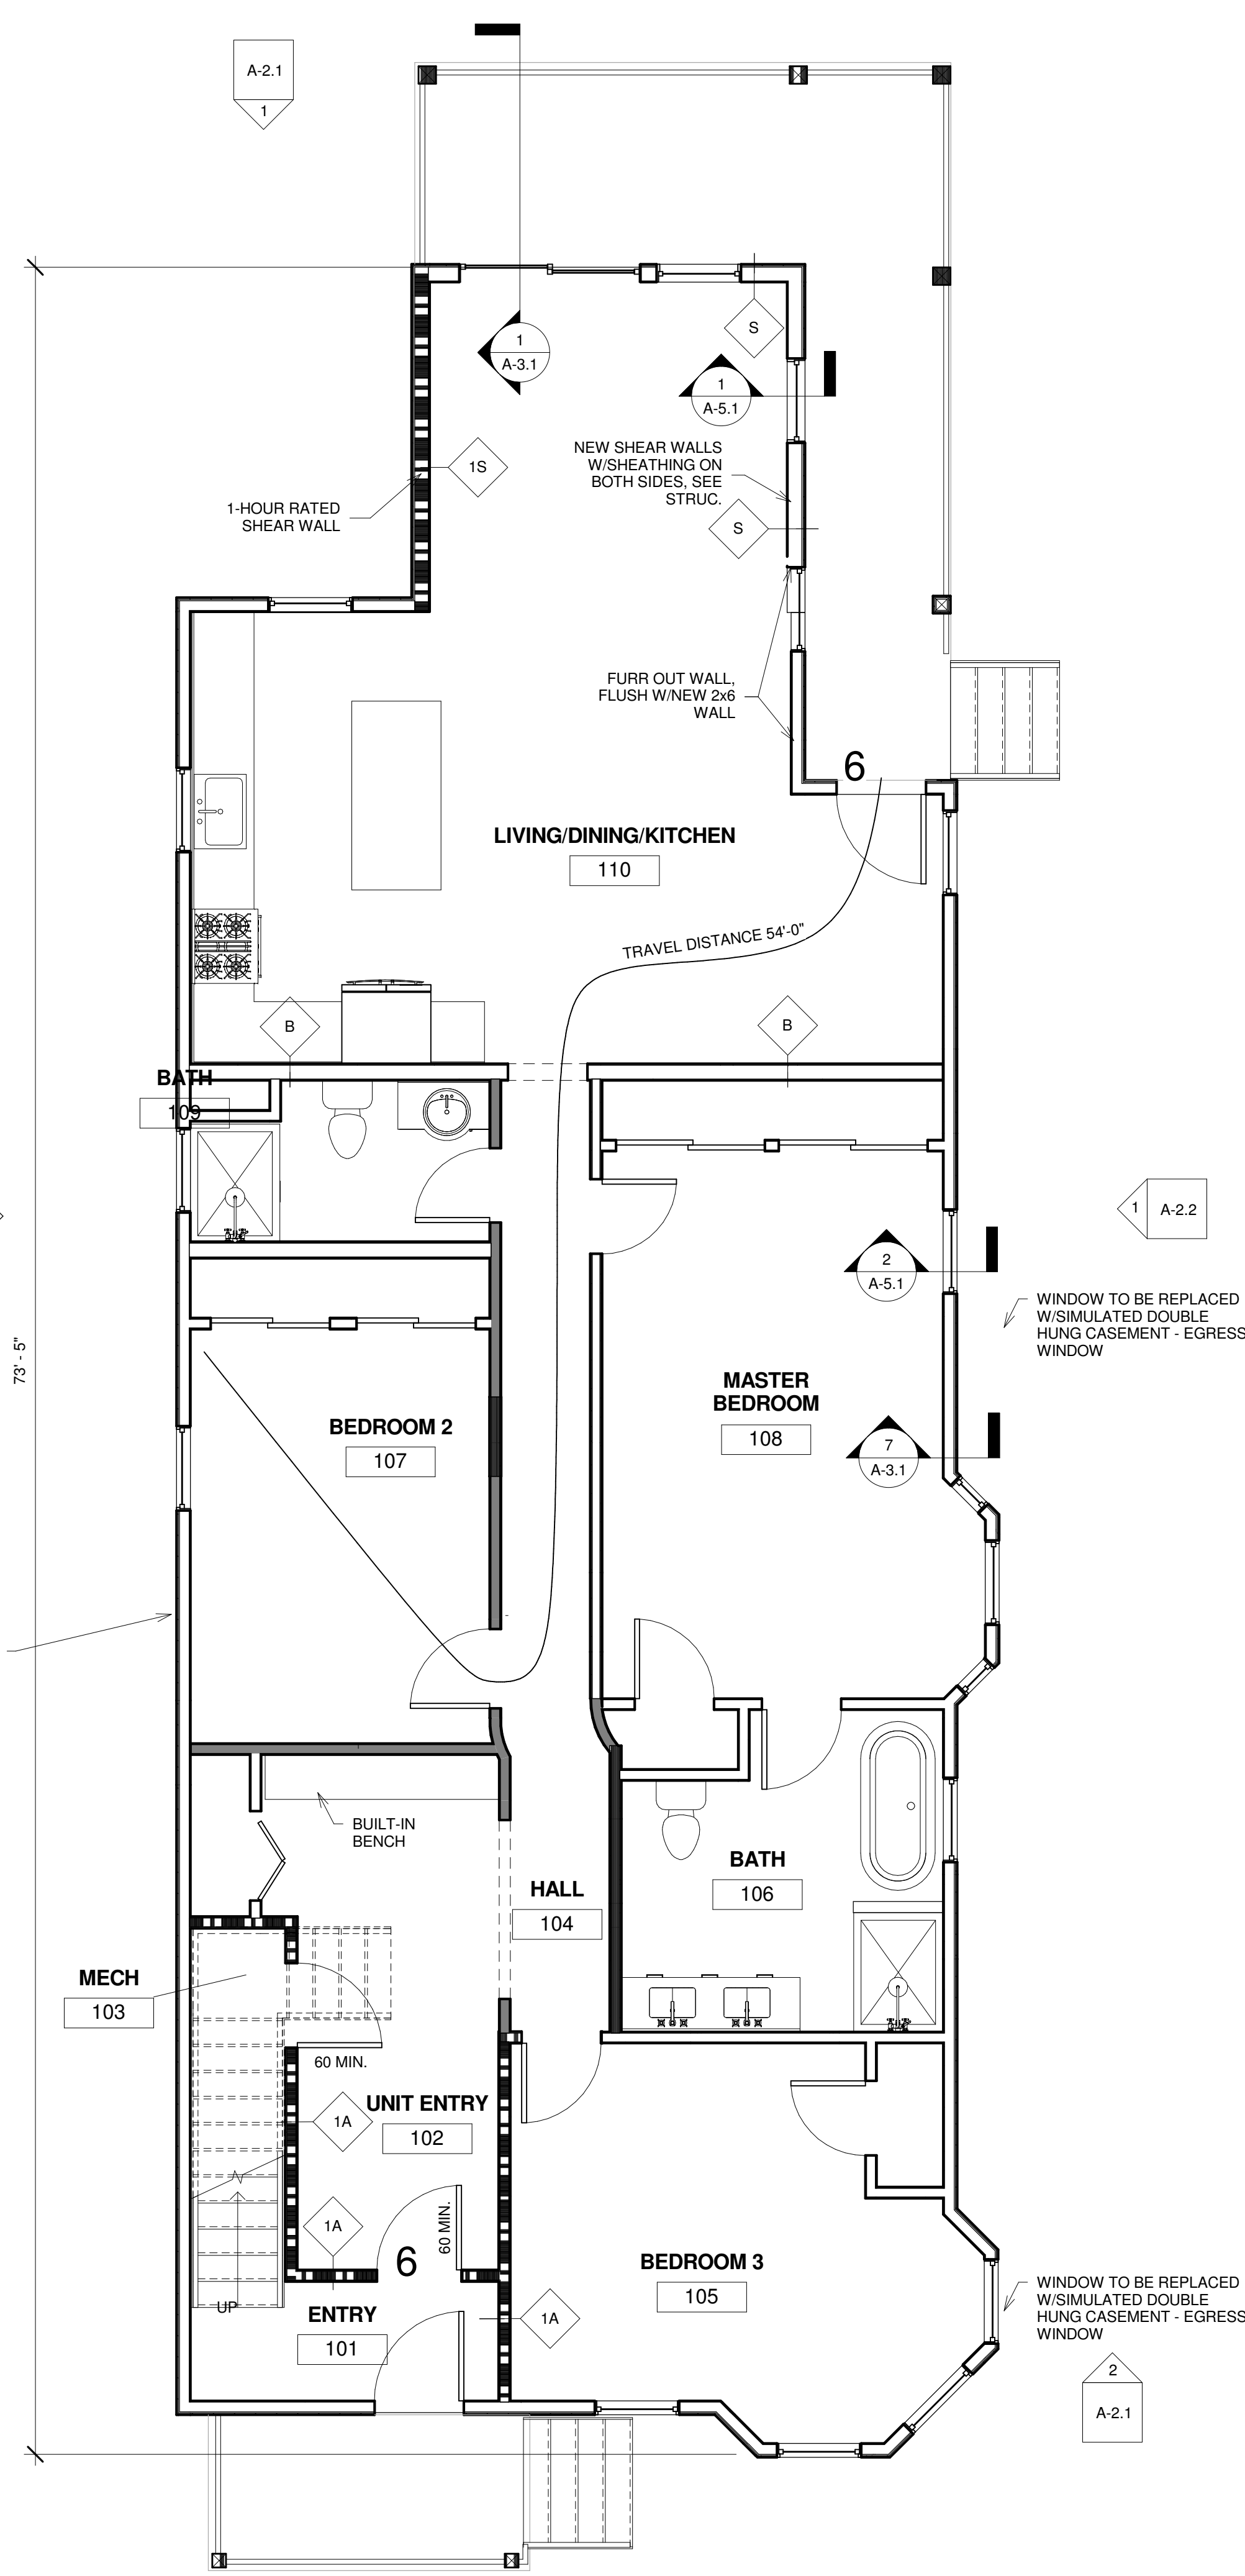 A-2.1
1
1
A-3.1
S
1
A-5.1
1S
NEW SHEAR WALLS
W/SHEATHING ON
BOTH SIDES, SEE
STRUC.
S
1-HOUR RATED
SHEAR WALL
FURR OUT WALL,
FLUSH W/NEW 2x6
WALL
6
LIVING/DINING/KITCHEN
110
TRAVEL DISTANCE 54'-0"
B
B
BATH
109
1
A-2.2
2
A-5.1
WINDOW TO BE REPLACED
W/SIMULATED DOUBLE
HUNG CASEMENT - EGRESS
WINDOW
73' - 5"
MASTER
BEDROOM
108
BEDROOM 2
107
7
A-3.1
BUILT-IN
BENCH
BATH
106
HALL
104
MECH
103
60 MIN.
UNIT ENTRY
102
1A
1A
60 MIN.
6
BEDROOM 3
105
UP
ENTRY
101
1A
WINDOW TO BE REPLACED
W/SIMULATED DOUBLE
HUNG CASEMENT - EGRESS
WINDOW
2
A-2.1